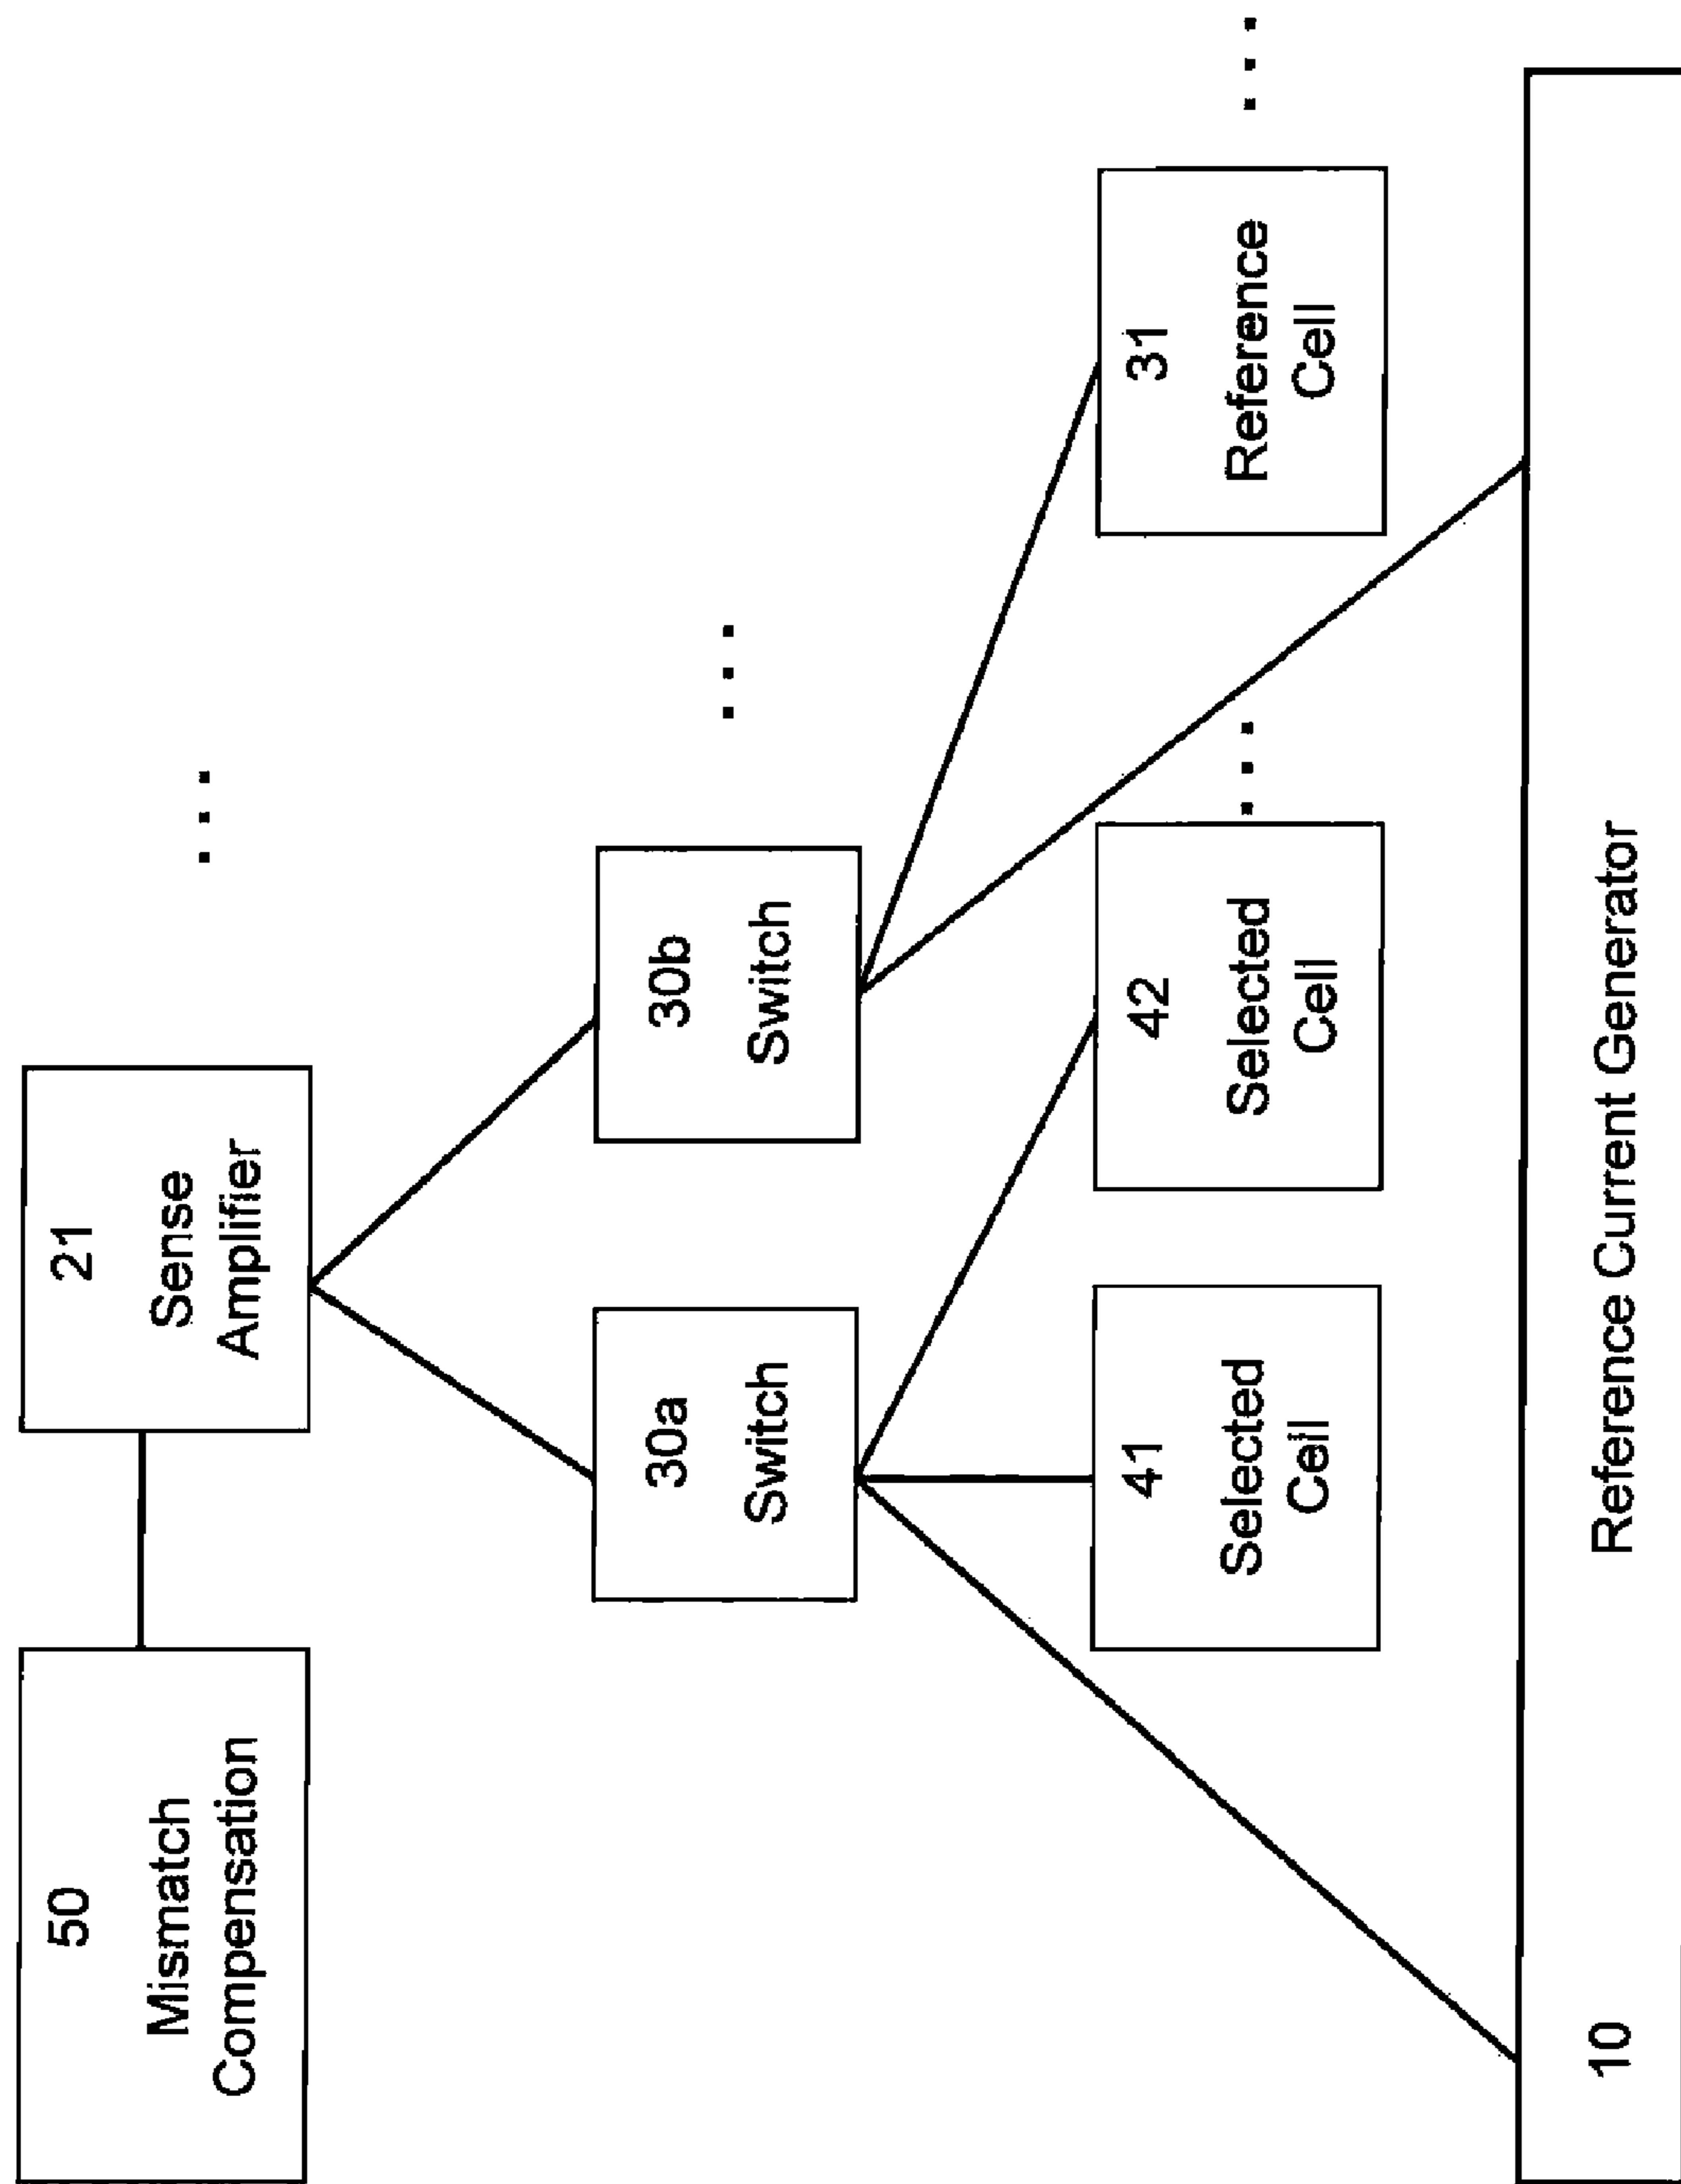 50
Mismatch
Compensation
21
Sense
Amplifier
...
30a
Switch
30b
Switch
...
41
Selected
Cell
42
Selected
Cell
...
31
Reference
Cell
...
10
Reference Current Generator